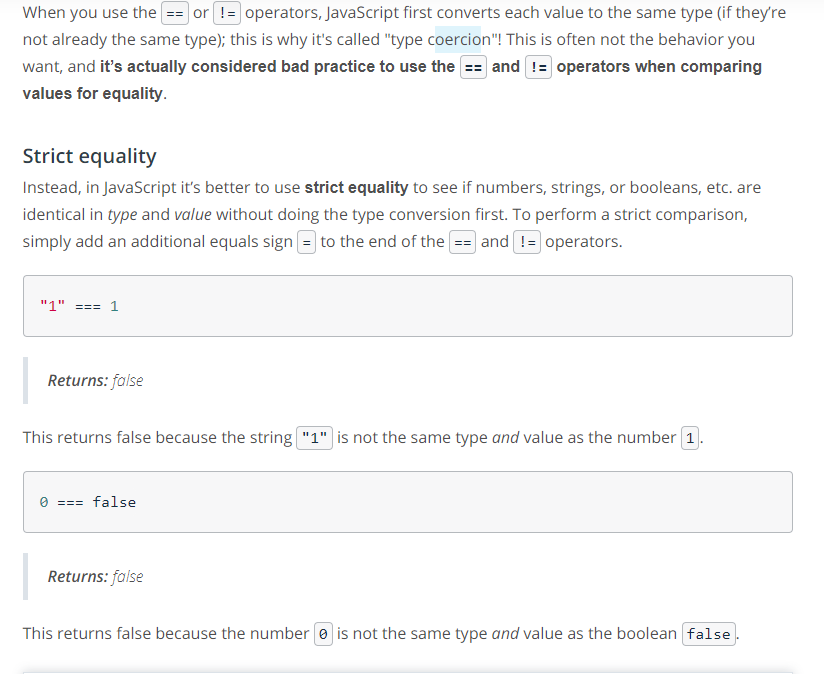 When you use the == or != operators, JavaScript first converts each value to the same type (if they’re
not already the same type); this is why it's called "type coercion"! This is often not the behavior you
want, and it’s actually considered bad practice to use the == and != operators when comparing
values for equality.
Strict equality
Instead, in JavaScript it’s better to use strict equality to see if numbers, strings, or booleans, etc. are
identical in type and value without doing the type conversion first. To perform a strict comparison,
simply add an additional equals sign = to the end of the == and != operators.
"1" === 1
Returns: false
This returns false because the string "1" is not the same type and value as the number 1.
0 === false
Returns: false
This returns false because the number 0 is not the same type and value as the boolean false.